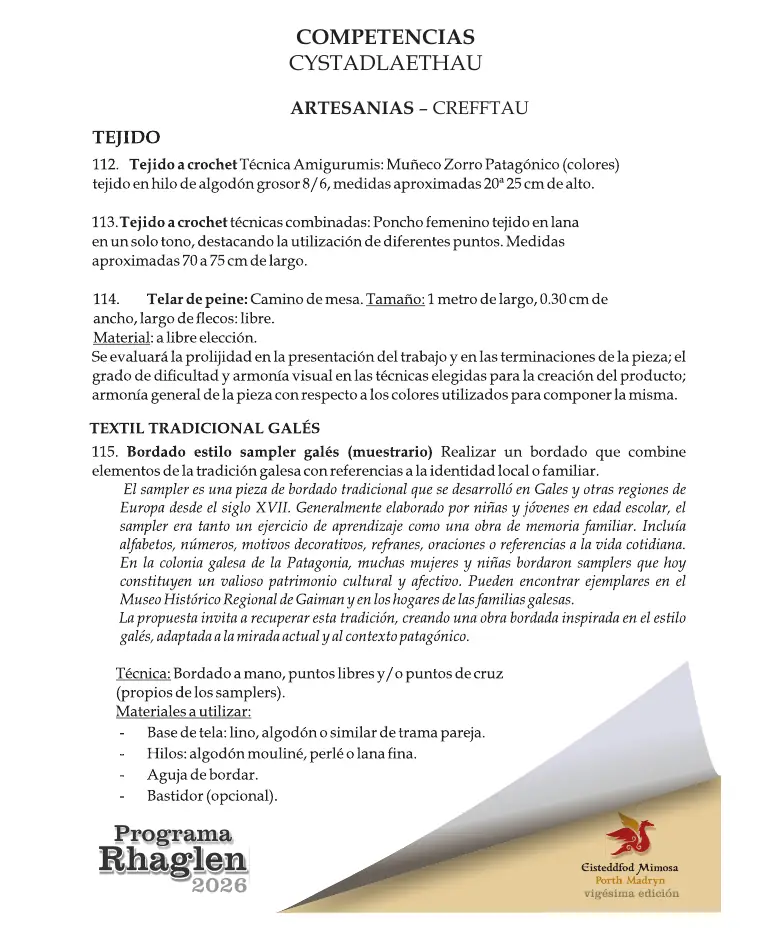 COMPETENCIAS
CYSTADLAETHAU
ARTESANIAS – CREFFTAU
TEJIDO
112. Tejido a crochet Técnica Amigurumis: Muñeco Zorro Patagónico (colores)
tejido en hilo de algodón grosor 8/6, medidas aproximadas 20ª 25 cm de alto.
113. Tejido a crochet técnicas combinadas: Poncho femenino tejido en lana
en un solo tono, destacando la utilización de diferentes puntos. Medidas
aproximadas 70 a 75 cm de largo.
114. Telar de peine: Camino de mesa. Tamaño: 1 metro de largo, 0.30 cm de
ancho, largo de flecos: libre.
Material: a libre elección.
Se evaluará la prolijidad en la presentación del trabajo y en las terminaciones de la pieza; el
grado de dificultad y armonía visual en las técnicas elegidas para la creación del producto;
armonía general de la pieza con respecto a los colores utilizados para componer la misma.
TEXTIL TRADICIONAL GALÉS
115. Bordado estilo sampler galés (muestrario) Realizar un bordado que combine
elementos de la tradición galesa con referencias a la identidad local o familiar.
El sampler es una pieza de bordado tradicional que se desarrolló en Gales y otras regiones de
Europa desde el siglo XVII. Generalmente elaborado por niñas y jóvenes en edad escolar, el
sampler era tanto un ejercicio de aprendizaje como una obra de memoria familiar. Incluía
alfabetos, números, motivos decorativos, refranes, oraciones o referencias a la vida cotidiana.
En la colonia galesa de la Patagonia, muchas mujeres y niñas bordaron samplers que hoy
constituyen un valioso patrimonio cultural y afectivo. Pueden encontrar ejemplares en el
Museo Histórico Regional de Gaiman y en los hogares de las familias galesas.
La propuesta invita a recuperar esta tradición, creando una obra bordada inspirada en el estilo
galés, adaptada a la mirada actual y al contexto patagónico.
Técnica: Bordado a mano, puntos libres y/o puntos de cruz
(propios de los samplers).
Materiales a utilizar:
- Base de tela: lino, algodón o similar de trama pareja.
- Hilos: algodón mouliné, perlé o lana fina.
- Aguja de bordar.
- Bastidor (opcional).
Programa
Rhaglen
2026
Eisteddfod Mimosa
Porth Madryn
vigésima edición